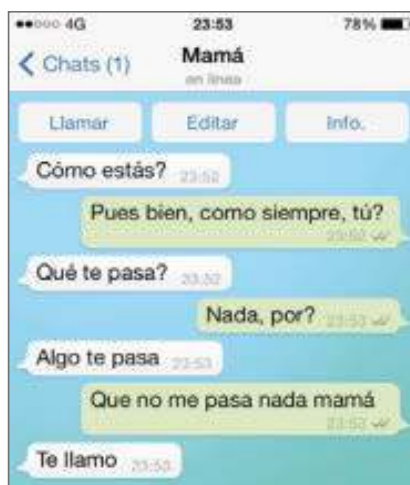 4G 23:53 78%
Chats (1) Mamá
en línea
Llamar Editar Info.
Cómo estás? 23:52
Pues bien, como siempre, tú?
23:52
Qué te pasa? 23:52
Nada, por? 23:53
Algo te pasa 23:53
Que no me pasa nada mamá
23:53
Te llamo 23:53